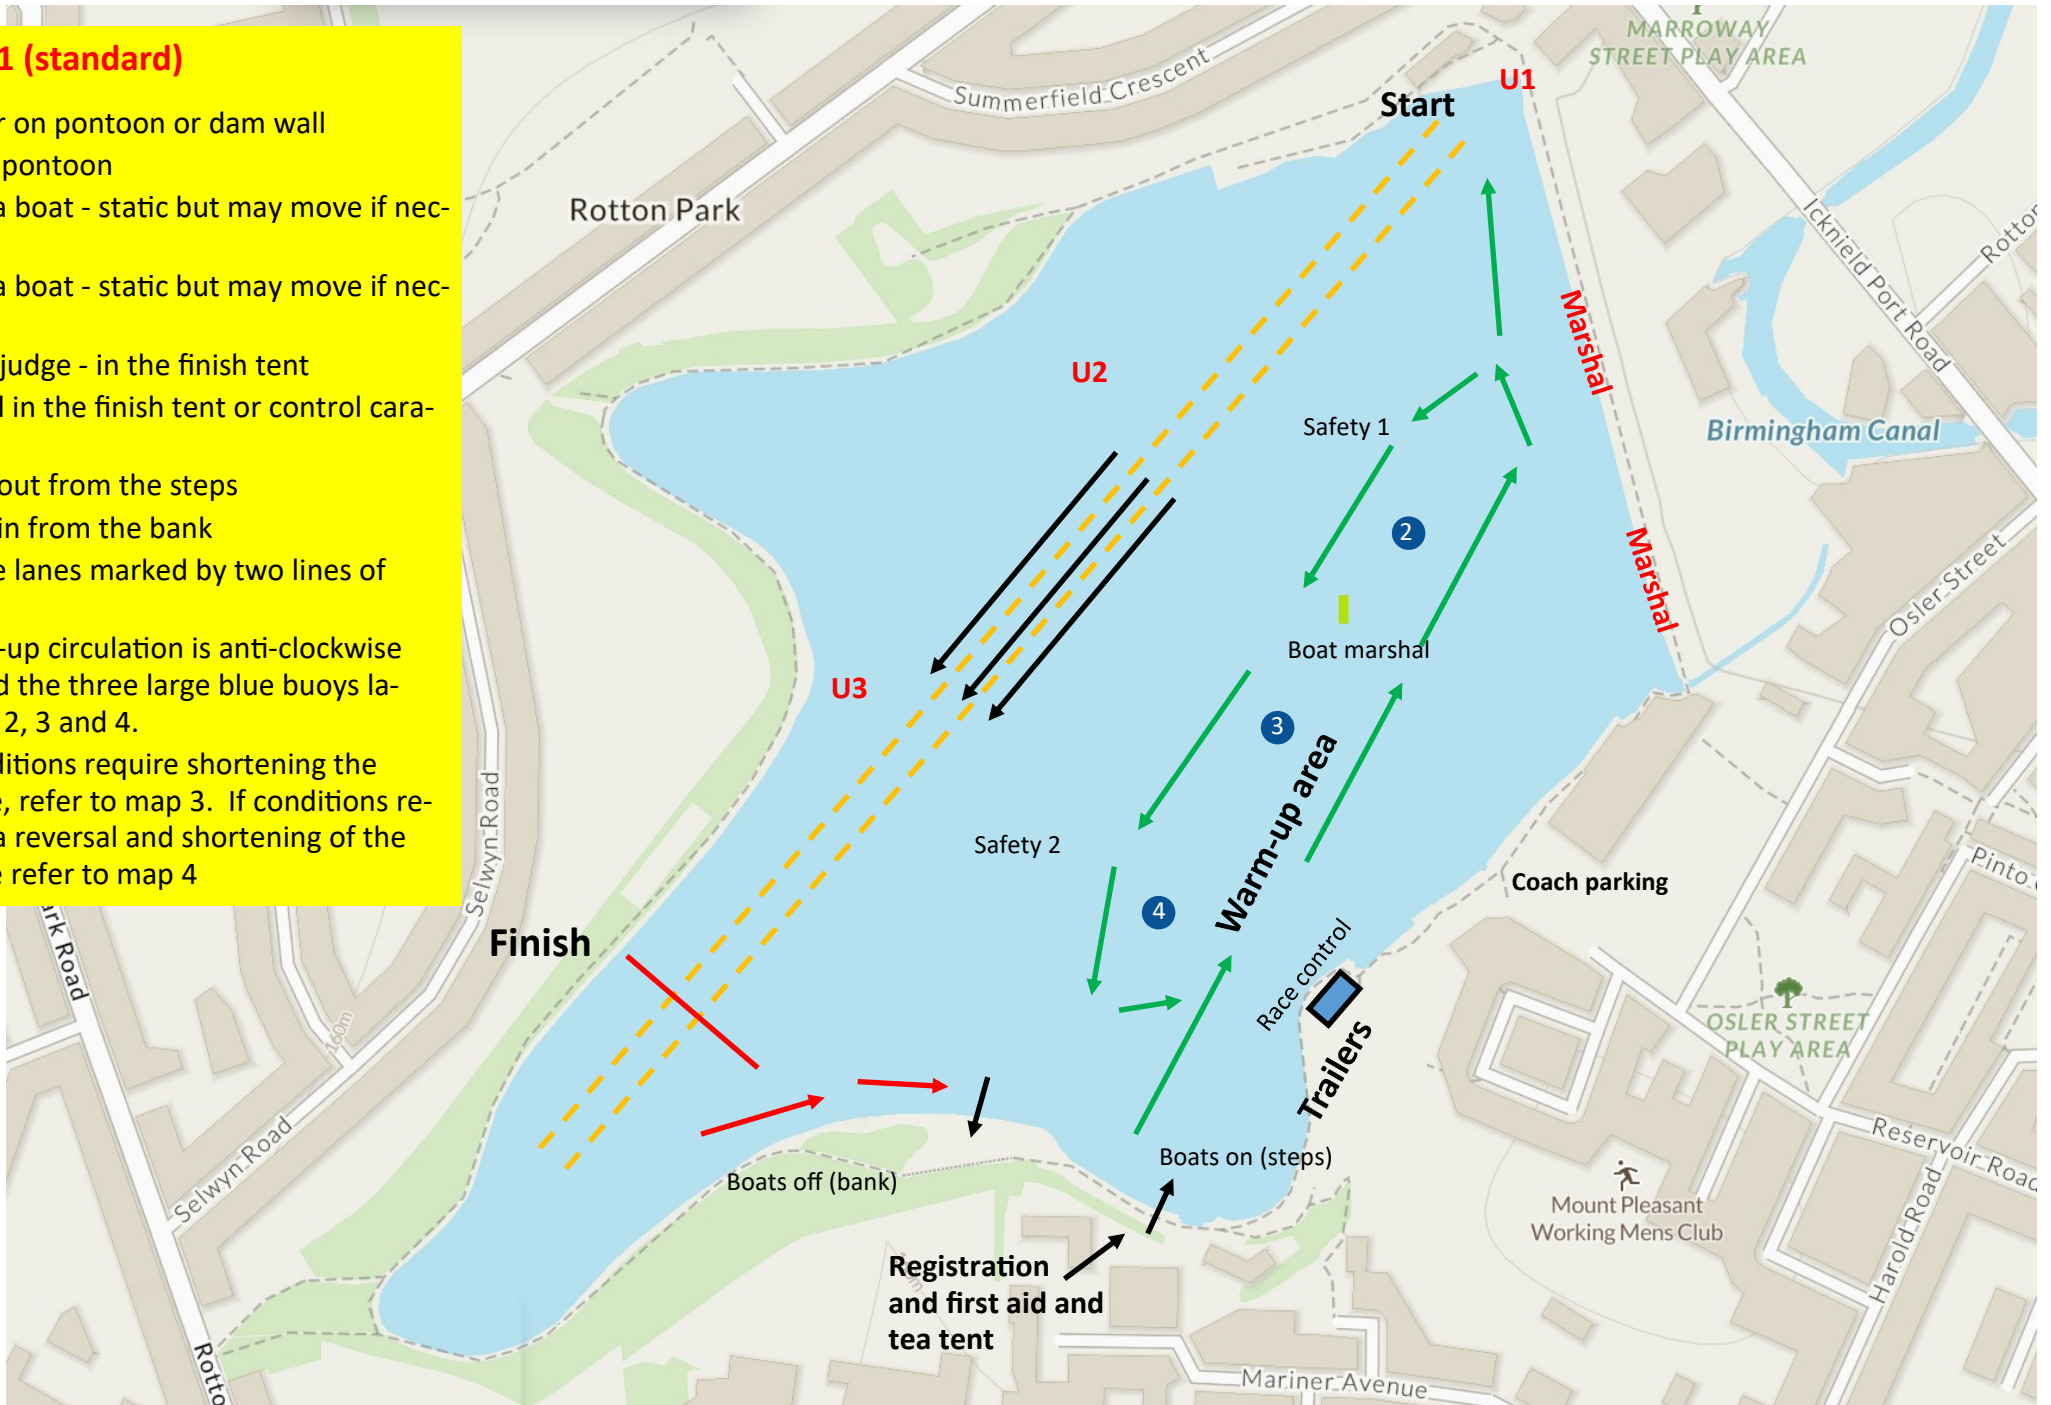 1 (standard)
r on pontoon or dam wall
pontoon
a boat - static but may move if nec-
a boat - static but may move if nec-
judge - in the finish tent
d in the finish tent or control cara-
out from the steps
in from the bank
e lanes marked by two lines of
-up circulation is anti-clockwise
d the three large blue buoys la-
2, 3 and 4.
ditions require shortening the
e, refer to map 3. If conditions re-
a reversal and shortening of the
e refer to map 4
MARROWAY
STREET PLAY AREA
U1
Start
Summerfield Crescent
Rotton Park
Icknield Port Road
Rotto
Marshal
U2
Safety 1
Birmingham Canal
2
Marshal
Osler Street
Boat marshal
U3
3
Warm-up area
Selwyn Road
Safety 2
Pinto
Coach parking
4
Finish
ark Road
Race control
160m
OSLER STREET
PLAY AREA
Trailers
Selwyn Road
Boats on (steps)
Reservoir Road
Boats off (bank)
Mount Pleasant
Working Mens Club
Harold Road
Registration
and first aid and
tea tent
Rotto
Mariner Avenue